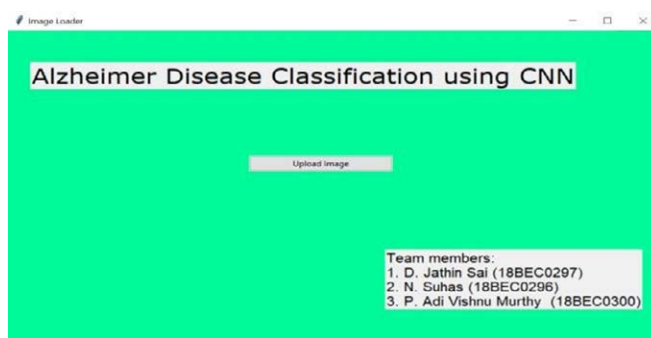 Image Loader
Alzheimer Disease Classification using CNN
Upload Image
Team members:
1. D. Jathin Sai (18BEC0297)
2. N. Suhas (18BEC0296)
3. P. Adi Vishnu Murthy (18BEC0300)